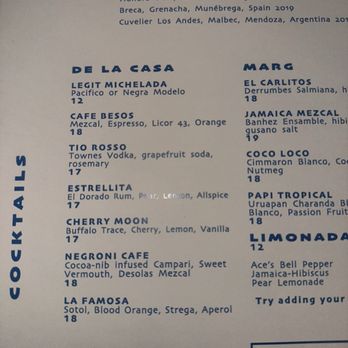 Breca, Grenacha, Munébrega, Spain 2019
Cuvelier Los Andes, Malbec, Mendoza, Argentina
COCKTAILS
DE LA CASA
LEGIT MICHELADA
Pacifico or Negra Modelo
12
CAFE BESOS
Mezcal, Espresso, Licor 43, Orange
18
TIO ROSSO
Townes Vodka, grapefruit soda,
rosemary
17
ESTRELLITA
El Dorado Rum, Pear, Lemon, Allspice
17
CHERRY MOON
Buffalo Trace, Cherry, Lemon, Vanilla
17
NEGRONI CAFE
Cocoa-nib infused Campari, Sweet
Vermouth, Desolas Mezcal
18
LA FAMOSA
Sotol, Blood Orange, Strega, Aperol
18
MARG
EL CARLITOS
Derrumbes Salmiana, h
18
JAMAICA MEZCAL
Banhez Ensamble, hibi
gusano salt
19
COCO LOCO
Cimmaron Blanco, Coc
Nutmeg
18
PAPI TROPICAL
Uruapan Charanda Bl
Blanco, Passion Fruit
18
LIMONADA
12
Ace's Bell Pepper
Jamaica-Hibiscus
Pear Lemonade
Try adding your